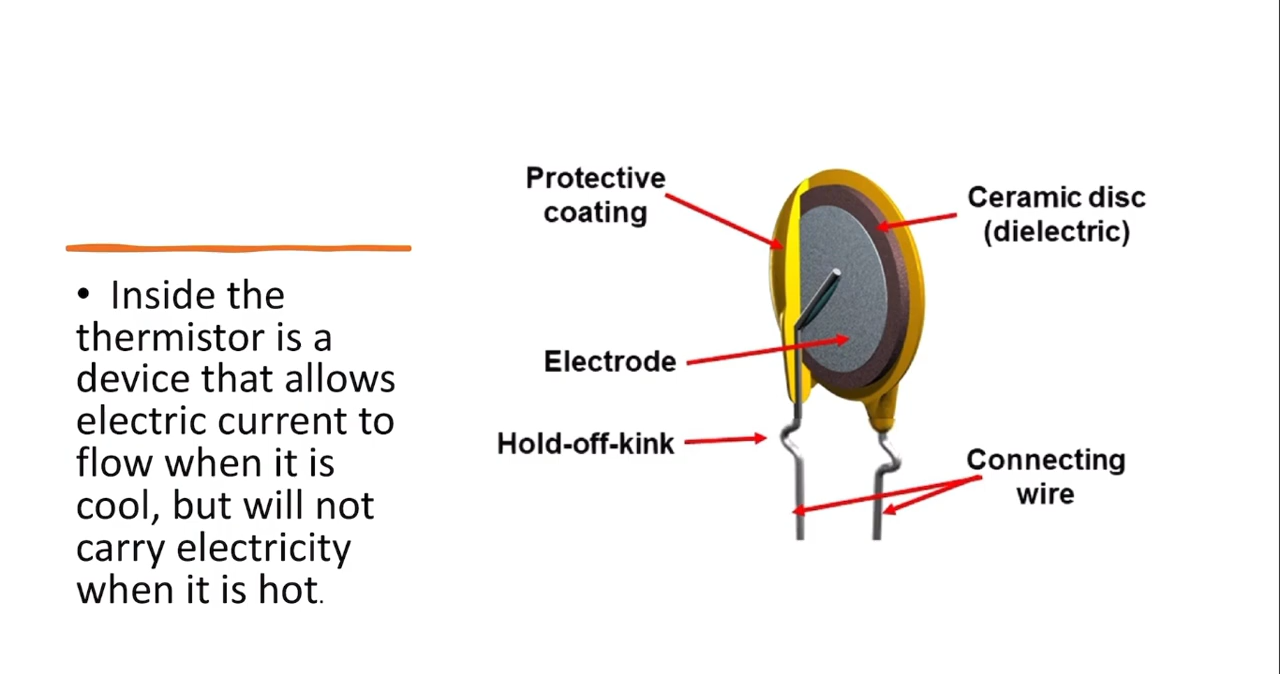 • Inside the
thermistor is a
device that allows
electric current to
flow when it is
cool, but will not
carry electricity
when it is hot.
Protective
coating
Ceramic disc
(dielectric)
Electrode
Hold-off-kink
Connecting
wire